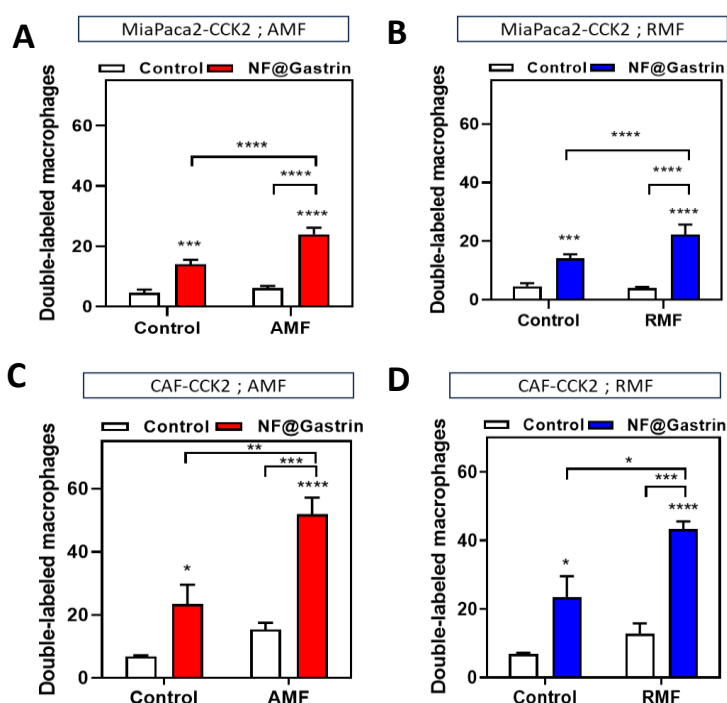 A
MiaPaca2-CCK2 ; AMF
Control NF@Gastrin
Double-labeled macrophages
60
40
20
0
****
****
***
****
Control AMF
B
MiaPaca2-CCK2 ; RMF
Control NF@Gastrin
Double-labeled macrophages
60
40
20
0
****
****
***
****
Control RMF
C
CAF-CCK2 ; AMF
Control NF@Gastrin
Double-labeled macrophages
60
40
20
0
**
***
****
*
Control AMF
D
CAF-CCK2 ; RMF
Control NF@Gastrin
Double-labeled macrophages
60
40
20
0
*
***
****
*
Control RMF